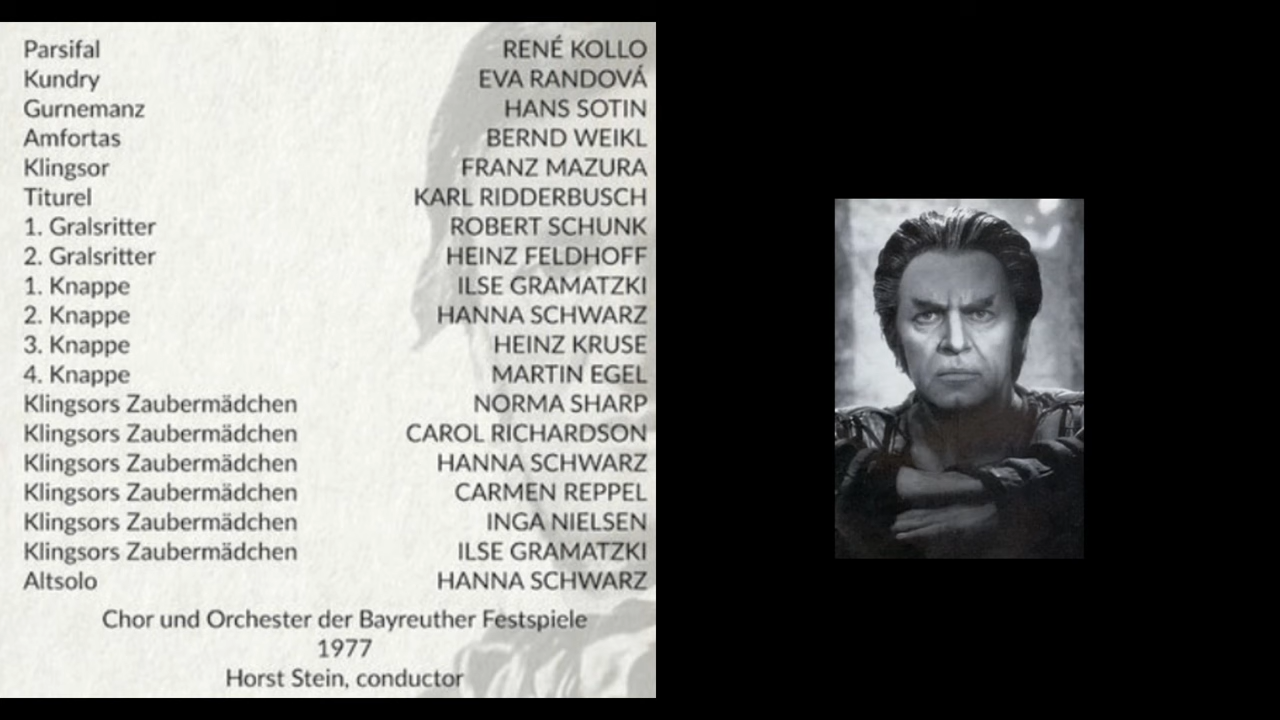 Parsifal RENÉ KOLLO
Kundry EVA RANDOVÁ
Gurnemanz HANS SOTIN
Amfortas BERND WEIKL
Klingsor FRANZ MAZURA
Titurel KARL RIDDERBUSCH
1. Gralsritter ROBERT SCHUNK
2. Gralsritter HEINZ FELDHOFF
1. Knappe ILSE GRAMATZKI
2. Knappe HANNA SCHWARZ
3. Knappe HEINZ KRUSE
4. Knappe MARTIN EGEL
Klingsors Zaubermädchen NORMA SHARP
Klingsors Zaubermädchen CAROL RICHARDSON
Klingsors Zaubermädchen HANNA SCHWARZ
Klingsors Zaubermädchen CARMEN REPPEL
Klingsors Zaubermädchen INGA NIELSEN
Klingsors Zaubermädchen ILSE GRAMATZKI
Altsolo HANNA SCHWARZ
Chor und Orchester der Bayreuther Festspiele
1977
Horst Stein, conductor